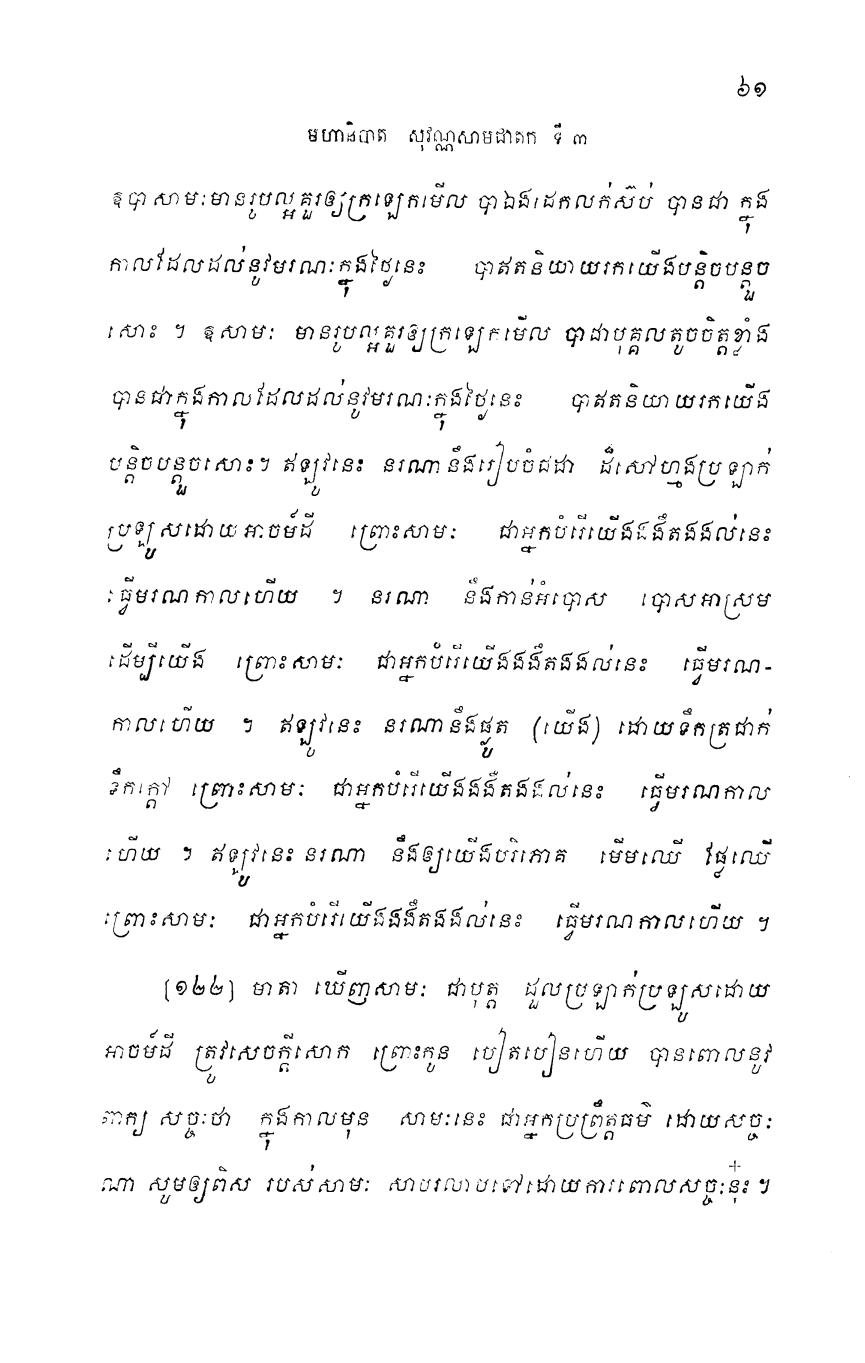 ៦១
មហានិបាត សុវណ្ណសាមជាតក ទី ៣
ឱបាសាមៈមានរូបល្អគួរឲ្យក្រឡេកមើល បាឯងដេកលក់ស៊ប់ បានជា ក្នុង
កាលដែលដល់នូវមរណៈក្នុងថ្ងៃនេះ បាឥតនិយាយរកយើងបន្តិចបន្តួច
សោះ ។ ឱសាមៈ មានរូបល្អគួរឲ្យក្រឡេកមើល បាជាបុគ្គលតូចចិត្តខ្លាំង
បានជាក្នុងកាលដែលដល់នូវមរណៈក្នុងថ្ងៃនេះ បាឥតនិយាយរកយើង
បន្តិចបន្តួចសោះ។ ឥឡូវនេះ នរណានឹងរៀបចំជដា ដ៏សៅហ្មងប្រឡាក់
ប្រឡូសដោយអាចម៍ដី ព្រោះសាមៈ ជាអ្នកបំរើយើងងងឹតងងល់នេះ
ធ្វើមរណកាលហើយ ។ នរណា នឹងកាន់អំបោស បោសអាស្រម
ដើម្បីយើង ព្រោះសាមៈ ជាអ្នកបំរើយើងងងឹតងងល់នេះ ធ្វើមរណ-
កាលហើយ ។ ឥឡូវនេះ នរណានឹងផ្លូត (យើង) ដោយទឹកត្រជាក់
ទឹកក្តៅ ព្រោះសាមៈ ជាអ្នកបំរើយើងងងឹតងងល់នេះ ធ្វើមរណកាល
ហើយ ។ ឥឡូវនេះ នរណា នឹងឲ្យយើងបរិភោគ មើមឈើ ផ្លែឈើ
ព្រោះសាមៈ ជាអ្នកបំរើយើងងងឹតងងល់នេះ ធ្វើមរណកាលហើយ ។
[១២២] មាតា ឃើញសាមៈ ជាបុត្ត ដួលប្រឡាក់ប្រឡូសដោយ
អាចម៍ដី ត្រូវសេចក្តីសោក ព្រោះកូន បៀតបៀនហើយ បានពោលនូវ
ពាក្យ សច្ចៈថា ក្នុងកាលមុន សាមៈនេះ ជាអ្នកប្រព្រឹត្តធម៌ ដោយសច្ចៈ
ណា សូមឲ្យពិស របស់សាមៈ សាបរលាបទៅដោយការពោលសច្ចៈនុ៎ះ ។